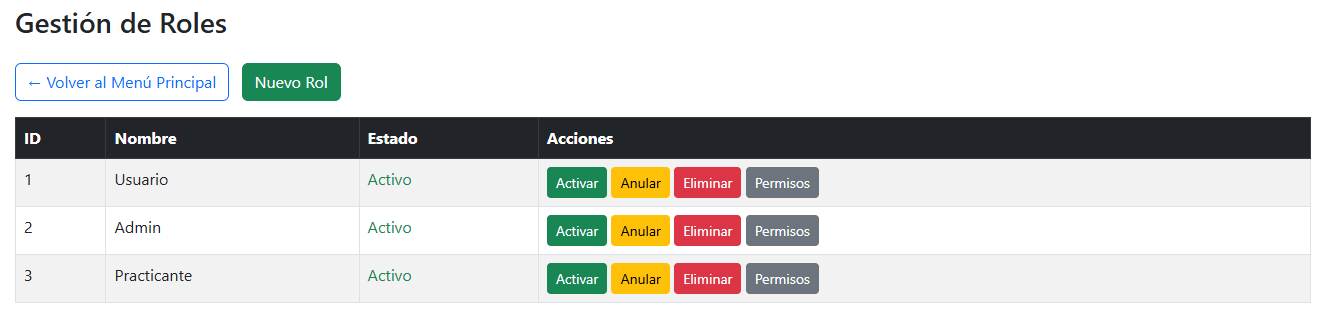 Gestión de Roles
← Volver al Menú Principal Nuevo Rol
ID Nombre Estado Acciones
1 Usuario Activo Activar Anular Eliminar Permisos
2 Admin Activo Activar Anular Eliminar Permisos
3 Practicante Activo Activar Anular Eliminar Permisos